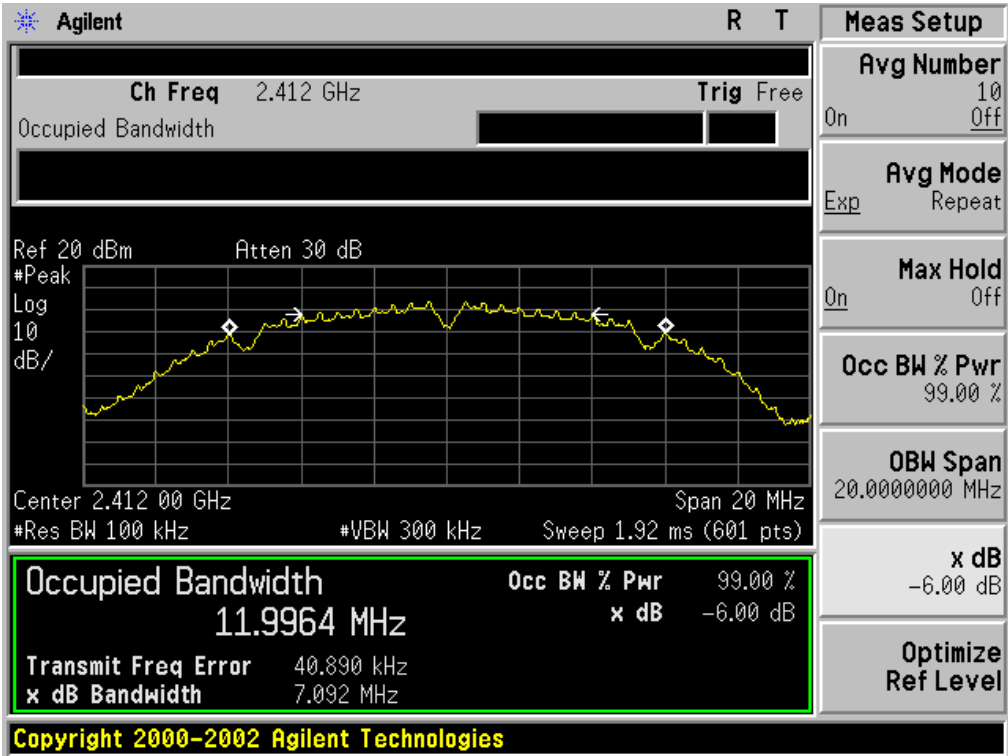 Agilent R T
Meas Setup
Ch Freq 2.412 GHz Trig Free
Occupied Bandwidth
Avg Number
10
On Off
Avg Mode
Exp Repeat
Max Hold
On Off
Occ BW % Pwr
99.00 %
OBW Span
20.0000000 MHz
x dB
-6.00 dB
Optimize
Ref Level
Ref 20 dBm Atten 30 dB
#Peak
Log
10
dB/
Center 2.412 00 GHz Span 20 MHz
#Res BW 100 kHz #VBW 300 kHz Sweep 1.92 ms (601 pts)
Occupied Bandwidth
11.9964 MHz
Occ BW % Pwr 99.00 %
x dB -6.00 dB
Transmit Freq Error 40.890 kHz
x dB Bandwidth 7.092 MHz
Copyright 2000-2002 Agilent Technologies